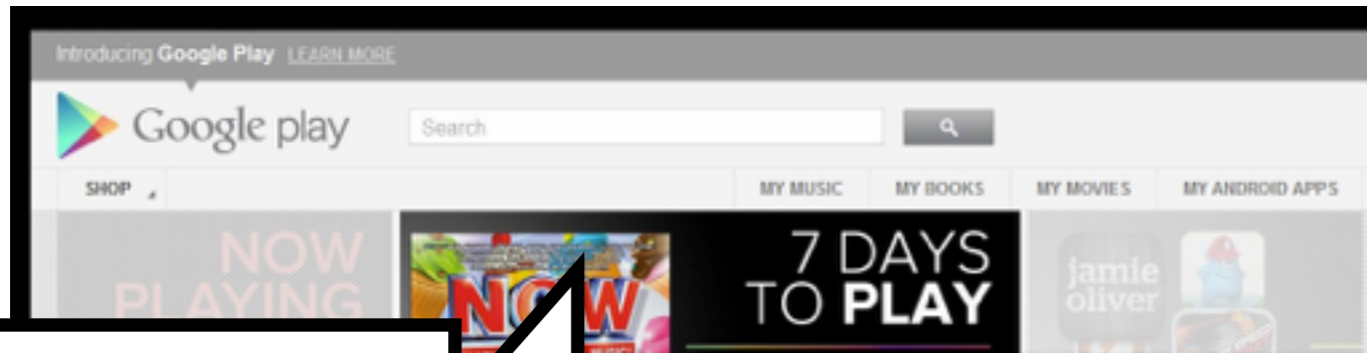 Introducing Google Play LEARN MORE
Google play
Search
SHOP
MY MUSIC
MY BOOKS
MY MOVIES
MY ANDROID APPS
NOW
PLAYING
NOW
MUSIC!
7 DAYS
TO PLAY
jamie
oliver